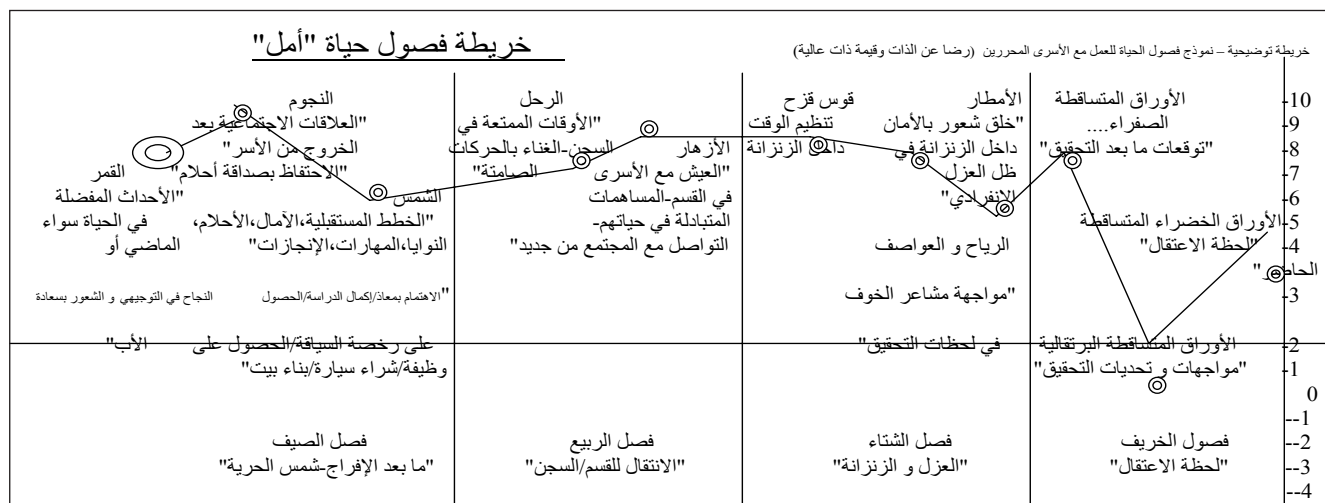 خريطة فصول حياة "أمل"
خريطة توضيحية – نموذج فصول الحياة للعمل مع الأسرى المحررين (رضا عن الذات وقيمة ذات عالية)
الأوراق المتساقطة
الصفراء....
"توقعات ما بعد التحقيق"
الأوراق الخضراء المتساقطة
"لحظة الاعتقال"
الأوراق المتساقطة البرتقالية
"مواجهات و تحديات التحقيق"
فصول الخريف
"لحظة الاعتقال"
الأمطار
"خلق شعور بالأمان
داخل الزنزانة في
ظل العزل
الانفرادي"
قوس قزح
تنظيم الوقت
داخل الزنزانة
الرياح و العواصف
"مواجهة مشاعر الخوف
في لحظات التحقيق"
فصل الشتاء
"العزل و الزنزانة"
الرحل
"الأوقات الممتعة في
السجن-الغناء بالحركات
الصامتة"
الأزهار
"العيش مع الأسرى
في القسم-المساهمات
المتبادلة في حياتهم-
التواصل مع المجتمع من جديد"
فصل الربيع
"الانتقال للقسم/السجن"
النجوم
"العلاقات الاجتماعية بعد
الخروج من الأسر"
"الاحتفاظ بصداقة أحلام"
الشمس
"الخطط المستقبلية،الآمال،الأحلام،
النوايا،المهارات،الإنجازات"
"الاهتمام بمعاذ/إكمال الدراسة/الحصول
على رخصة السياقة/الحصول على
وظيفة/شراء سيارة/بناء بيت"
القمر
"الأحداث المفضلة
في الحياة سواء
الماضي أو
الحاضر"
النجاح في التوجيهي و الشعور بسعادة
الأب"
فصل الصيف
"ما بعد الإفراج-شمس الحرية"
-10
-9
-8
-7
-6
-5
-4
-3
-2
-1
0
--1
--2
--3
--4